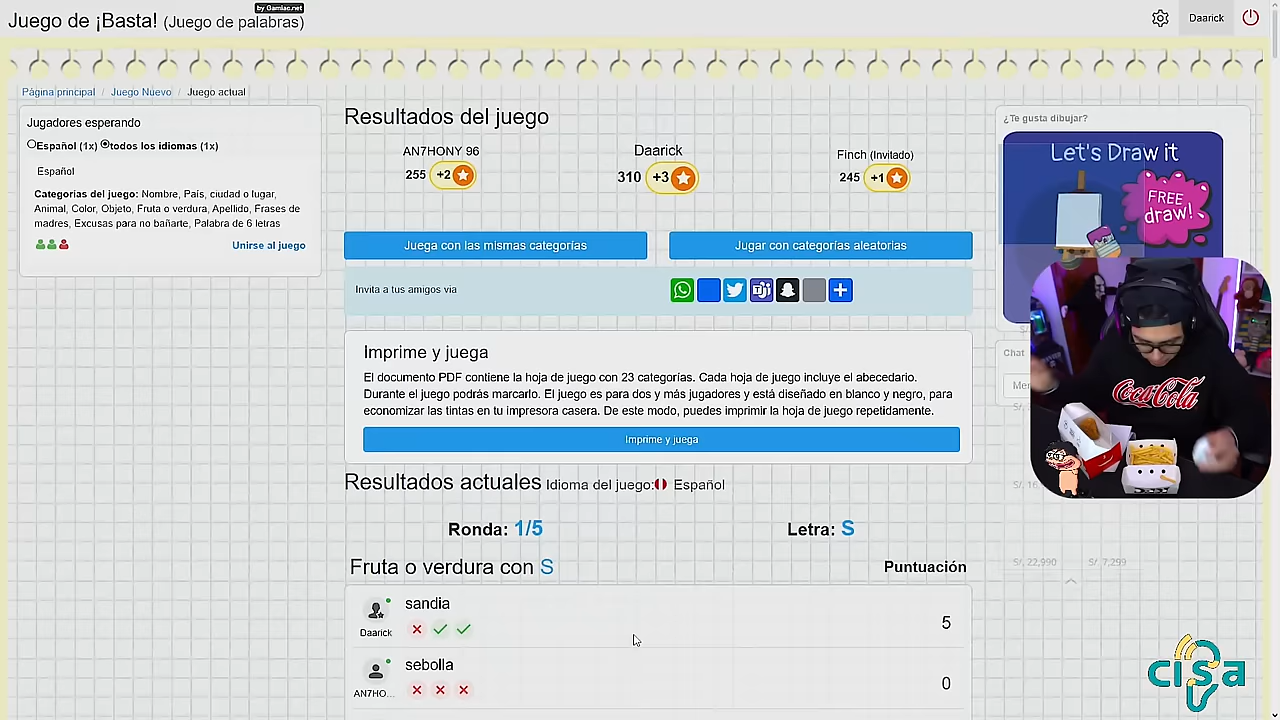 by Gamiac.net
Juego de ¡Basta! (Juego de palabras)
Daarick
Página principal / Juego Nuevo / Juego actual
Jugadores esperando
Español (1x) todos los idiomas (1x)
Español
Categorías del juego: Nombre, País, ciudad o lugar,
Animal, Color, Objeto, Fruta o verdura, Apellido, Frases de
madres, Excusas para no bañarte, Palabra de 6 letras
Unirse al juego
Resultados del juego
AN7HONY 96
255 +2
Daarick
310 +3
Finch (Invitado)
245 +1
Juega con las mismas categorías
Jugar con categorías aleatorias
Invita a tus amigos via
Imprime y juega
El documento PDF contiene la hoja de juego con 23 categorías. Cada hoja de juego incluye el abecedario.
Durante el juego podrás marcarlo. El juego es para dos y más jugadores y está diseñado en blanco y negro, para
economizar las tintas en tu impresora casera. De este modo, puedes imprimir la hoja de juego repetidamente.
Imprime y juega
Resultados actuales Idioma del juego: Español
Ronda: 1/5
Letra: S
Fruta o verdura con S
Puntuación
sandia
Daarick
5
sebolla
AN7HO...
0
¿Te gusta dibujar?
Let's Draw it
FREE
draw!
Chat
Coca-Cola
S/. 22,990
S/. 7,299
cisa